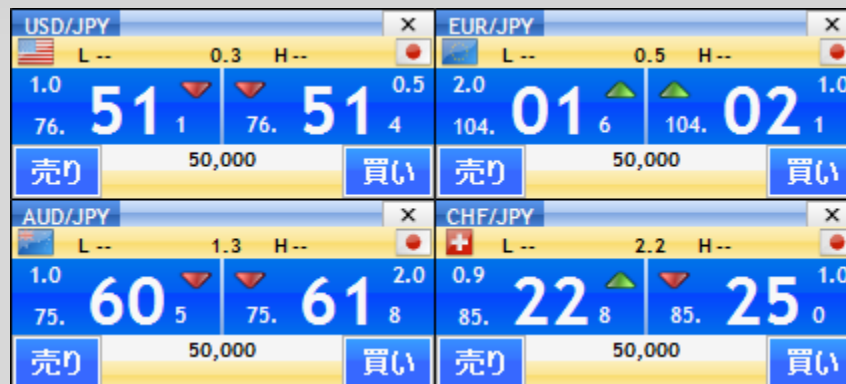 USD/JPY ×
L -- 0.3 H --
1.0 0.5
76. 51 1 76. 51 4
売り 50,000 買い
EUR/JPY ×
L -- 0.5 H --
2.0 1.0
104. 01 6 104. 02 1
売り 50,000 買い
AUD/JPY ×
L -- 1.3 H --
1.0 2.0
75. 60 5 75. 61 8
売り 50,000 買い
CHF/JPY ×
L -- 2.2 H --
0.9 1.0
85. 22 8 85. 25 0
売り 50,000 買い